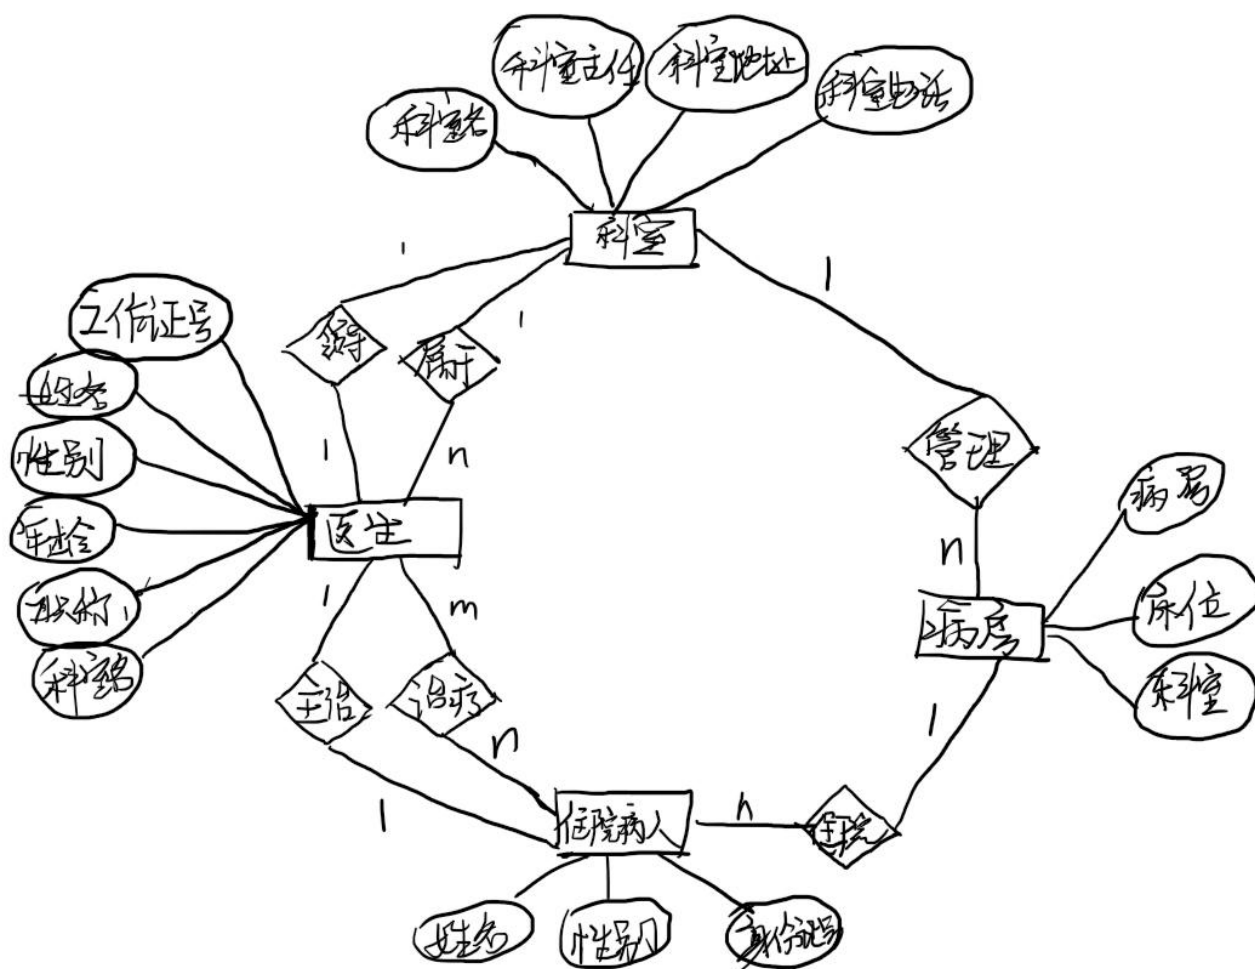 科室主任
科室地址
科室电话
科室名
科室
1
1
1
工作证号
领导
属于
姓名
性别
1
n
管理
病房
年龄
医生
n
床位
职称
1
m
病房
科室名
主治
治疗
科室
n
1
1
住院病人
n
住院
姓名
性别
身份证号